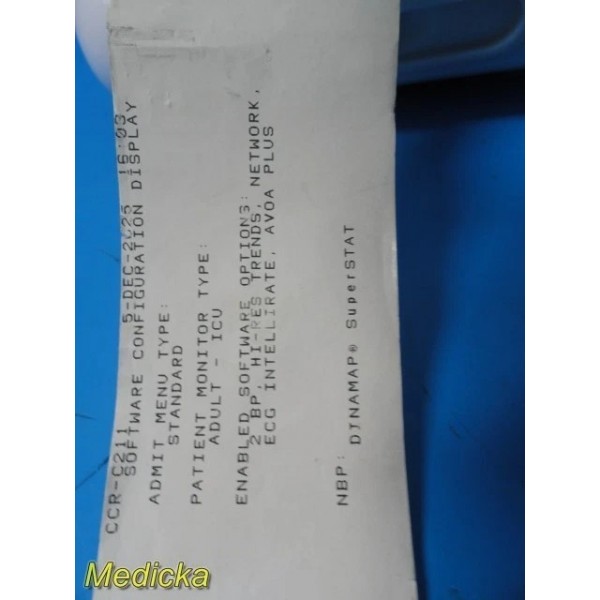 CCR-C211 5-DEC-2025 16:03
SOFTWARE CONFIGURATION DISPLAY
ADMIT MENU TYPE:
STANDARD
PATIENT MONITOR TYPE:
ADULT - ICU
ENABLED SOFTWARE OPTIONS:
2 BP, HI-RES TRENDS, NETWORK,
ECG INTELLIRATE, AVOA PLUS
NBP: DINAMAP® SuperSTAT
Medicka